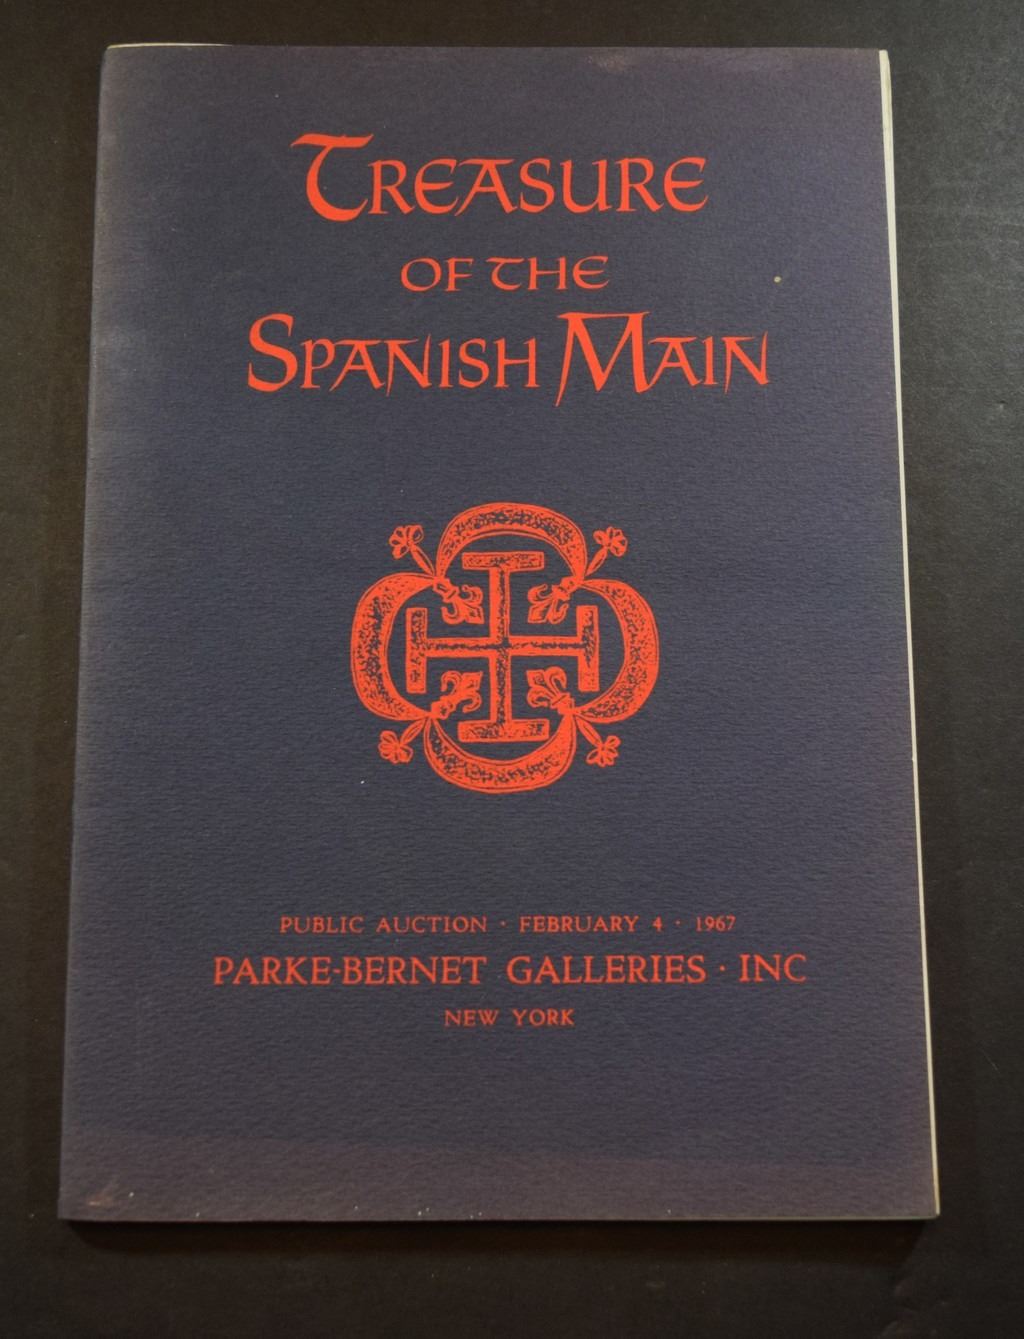 TREASURE
OF THE
SPANISH MAIN
PUBLIC AUCTION · FEBRUARY 4 · 1967
PARKE-BERNET GALLERIES · INC
NEW YORK